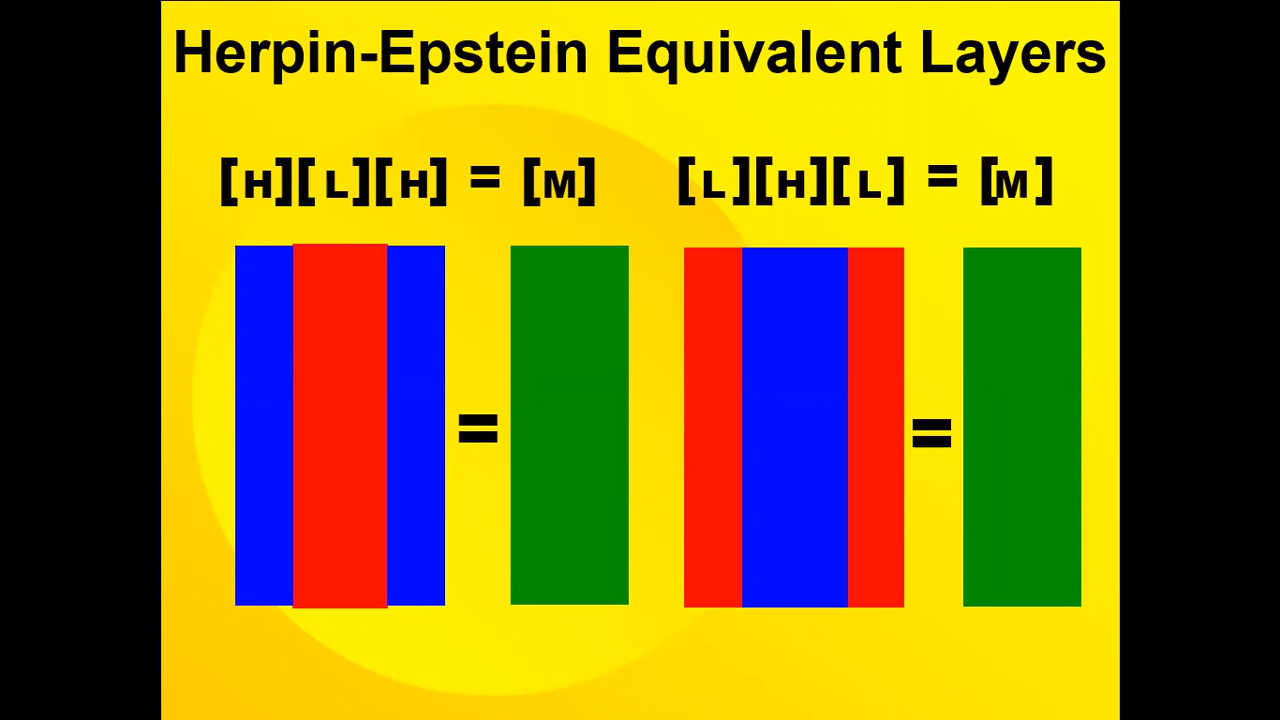 Herpin-Epstein Equivalent Layers
[H][L][H] = [M] [L][H][L] = [M]
= =